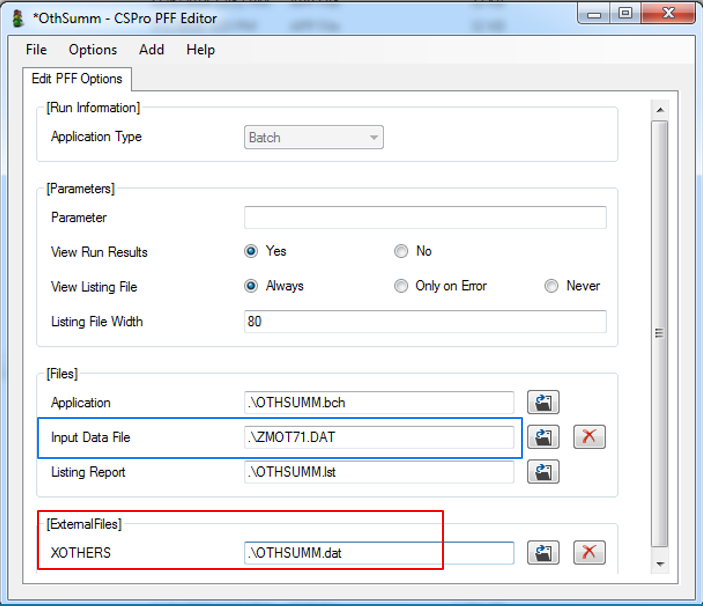 *OthSumm - CSPro PFF Editor
File Options Add Help
Edit PFF Options
[Run Information]
Application Type Batch
[Parameters]
Parameter
View Run Results Yes No
View Listing File Always Only on Error Never
Listing File Width 80
[Files]
Application .\OTHSUMM.bch
Input Data File .\ZMOT71.DAT
Listing Report .\OTHSUMM.lst
[ExternalFiles]
XOTHERS .\OTHSUMM.dat